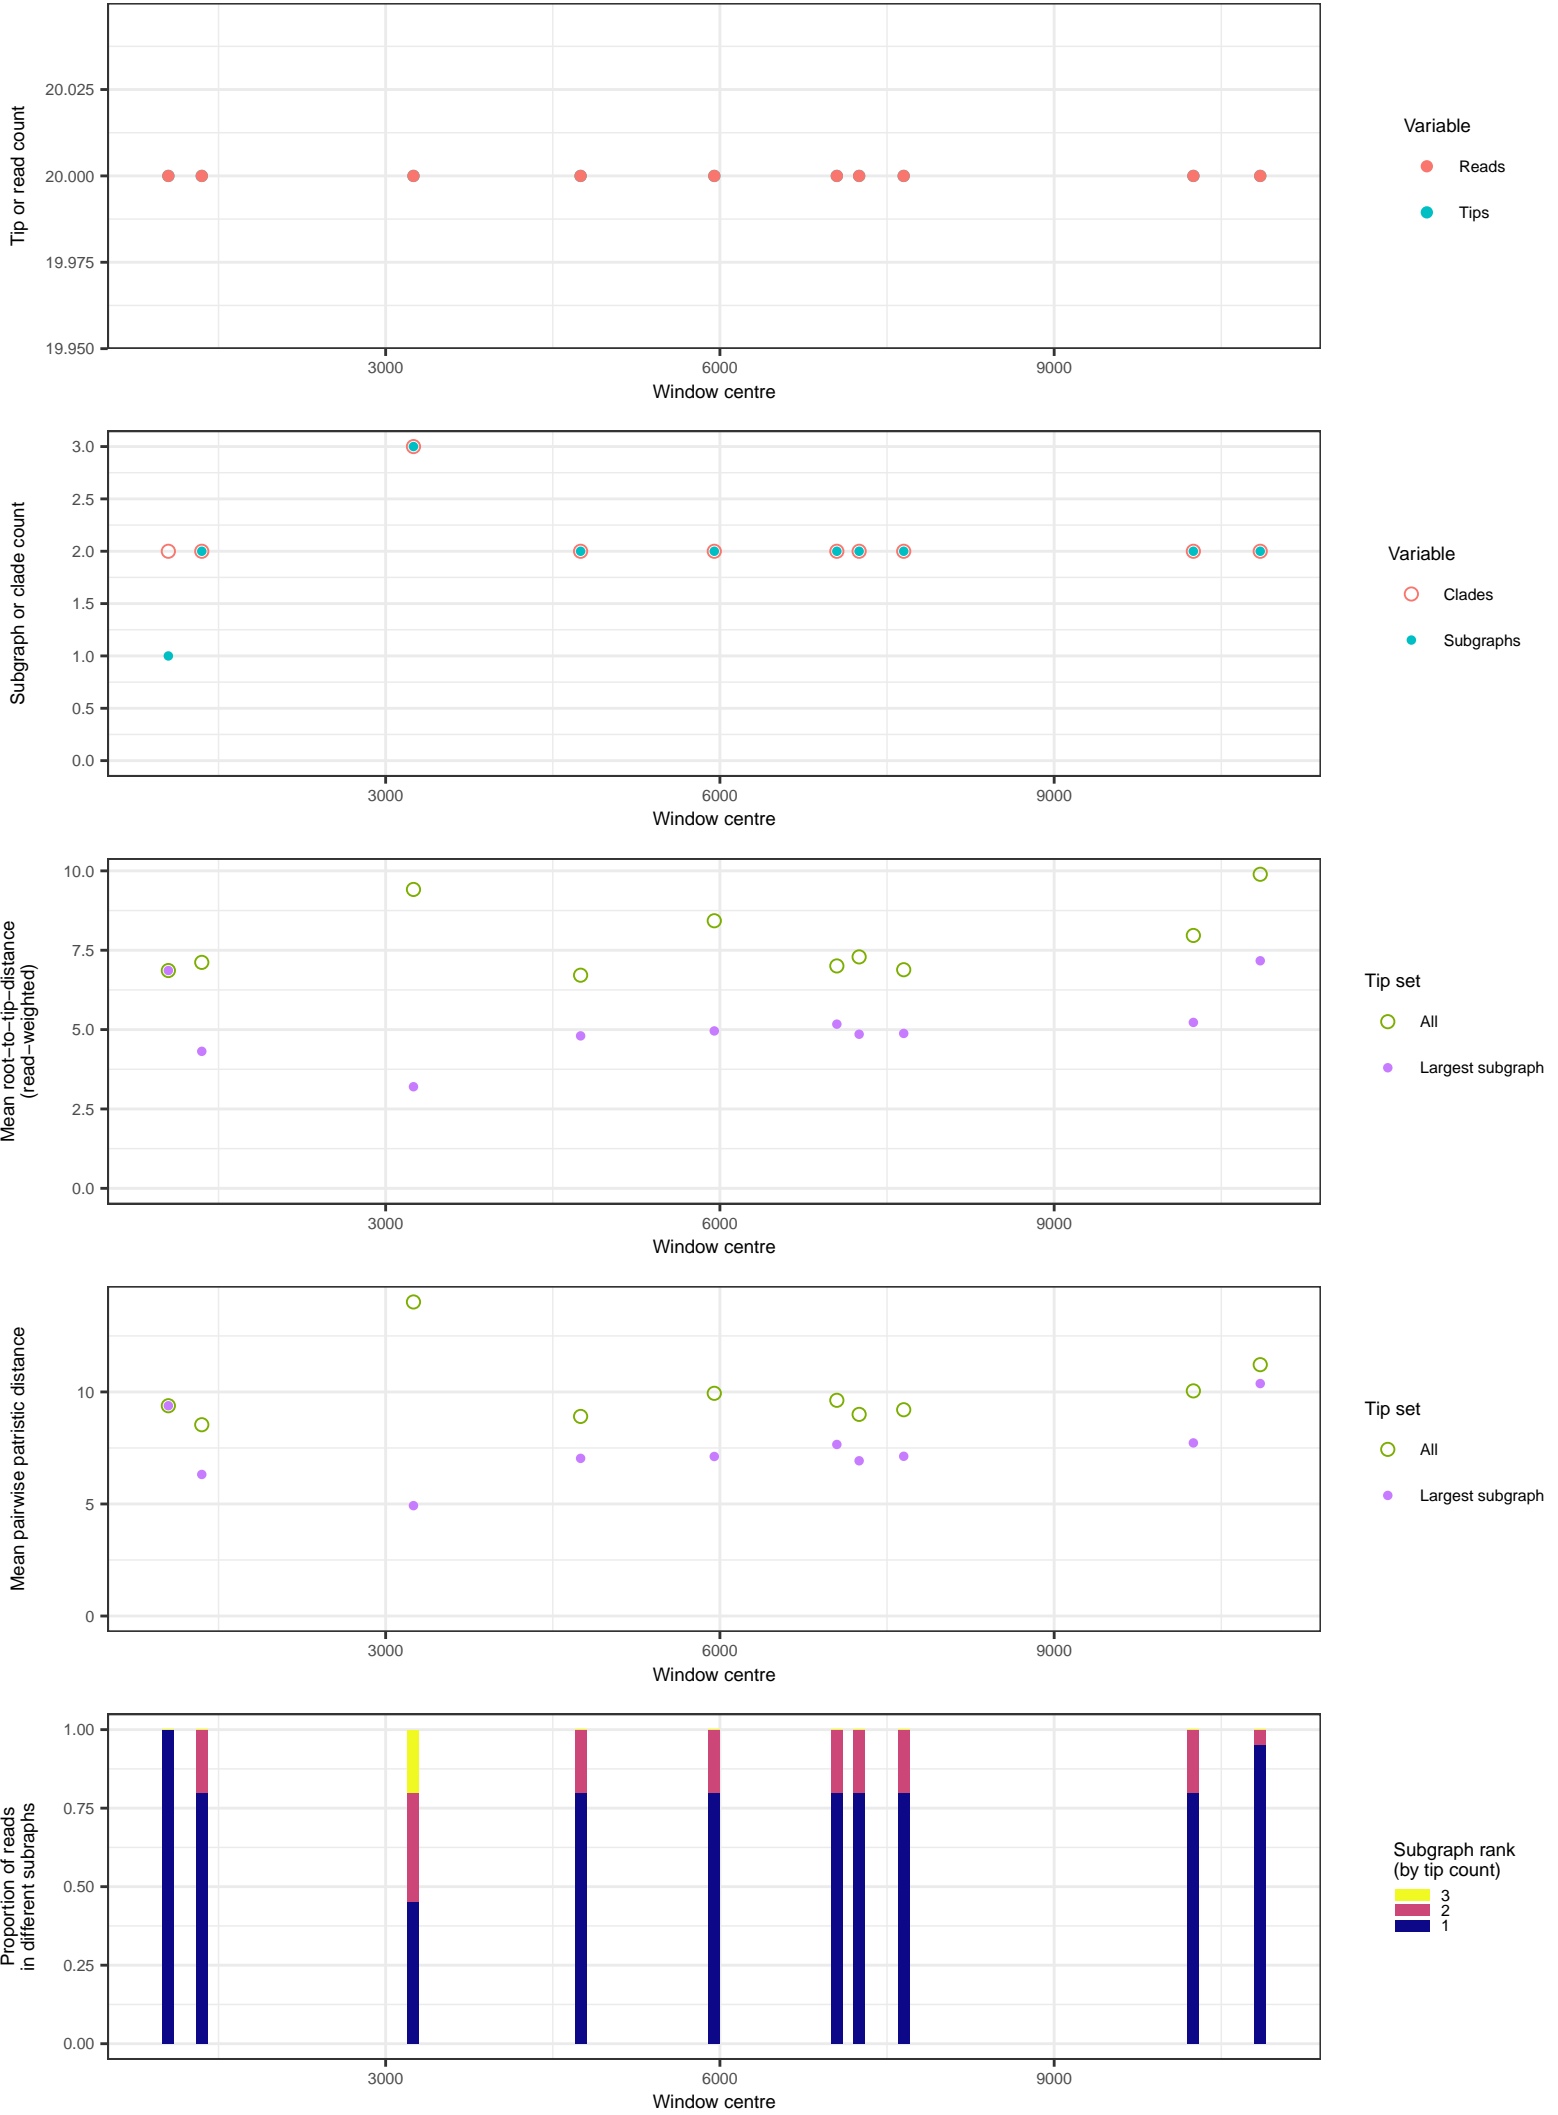 20.025
20.000
19.975
19.950
Tip or read count
3000 6000 9000
Window centre
Variable
Reads
Tips
3.0
2.5
2.0
1.5
1.0
0.5
0.0
Subgraph or clade count
3000 6000 9000
Window centre
Variable
Clades
Subgraphs
10.0
7.5
5.0
2.5
0.0
Mean root−to−tip−distance
(read−weighted)
3000 6000 9000
Window centre
Tip set
All
Largest subgraph
10
5
0
Mean pairwise patristic distance
3000 6000 9000
Window centre
Tip set
All
Largest subgraph
1.00
0.75
0.50
0.25
0.00
Proportion of reads
in different subraphs
3000 6000 9000
Window centre
Subgraph rank
(by tip count)
3
2
1